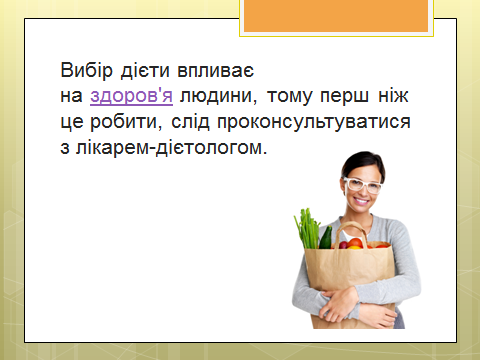 Вибір дієти впливає
на здоров'я людини, тому перш ніж
це робити, слід проконсультуватися
з лікарем-дієтологом.